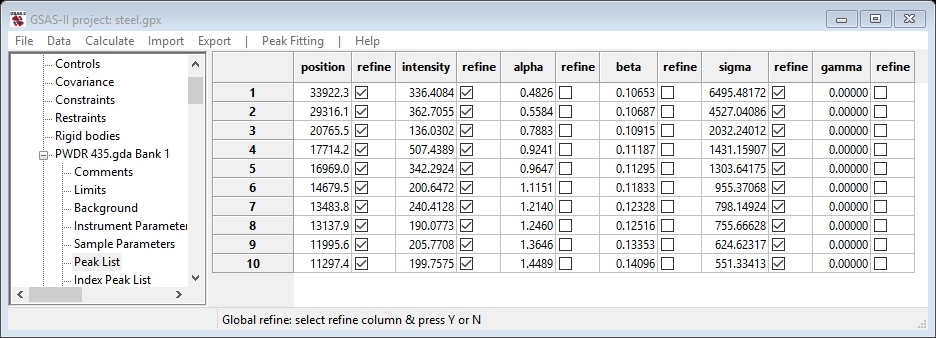 GSAS-II project: steel.gpx
File Data Calculate Import Export | Peak Fitting | Help
Controls
Covariance
Constraints
Restraints
Rigid bodies
PWDR 435.gda Bank 1
Comments
Limits
Background
Instrument Parameter
Sample Parameters
Peak List
Index Peak List
position refine intensity refine alpha refine beta refine sigma refine gamma refine
1 33922.3 336.4084 0.4826 0.10653 6495.48172 0.00000
2 29316.1 362.7055 0.5584 0.10687 4527.04086 0.00000
3 20765.5 136.0302 0.7883 0.10915 2032.24012 0.00000
4 17714.2 507.4389 0.9241 0.11187 1431.15907 0.00000
5 16969.0 342.2924 0.9647 0.11295 1303.64175 0.00000
6 14679.5 200.6472 1.1151 0.11833 955.37068 0.00000
7 13483.8 240.4128 1.2140 0.12328 798.14924 0.00000
8 13137.9 190.0773 1.2460 0.12516 755.66628 0.00000
9 11995.6 205.7708 1.3646 0.13353 624.62317 0.00000
10 11297.4 199.7575 1.4489 0.14096 551.33413 0.00000
Global refine: select refine column & press Y or N